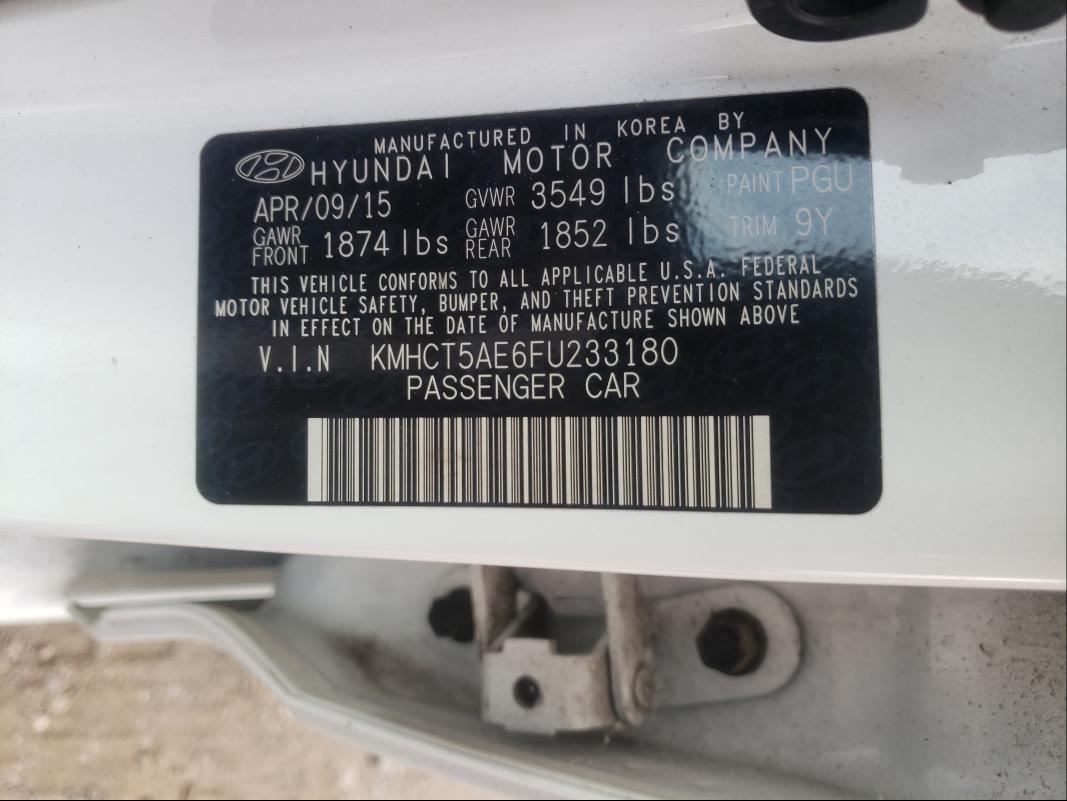 MANUFACTURED IN KOREA BY
HYUNDAI MOTOR COMPANY
APR/09/15 GVWR 3549 lbs PAINT PGU
GAWR FRONT 1874 lbs GAWR REAR 1852 lbs TRIM 9Y
THIS VEHICLE CONFORMS TO ALL APPLICABLE U.S.A. FEDERAL
MOTOR VEHICLE SAFETY, BUMPER, AND THEFT PREVENTION STANDARDS
IN EFFECT ON THE DATE OF MANUFACTURE SHOWN ABOVE
V.I.N KMHCT5AE6FU233180
PASSENGER CAR